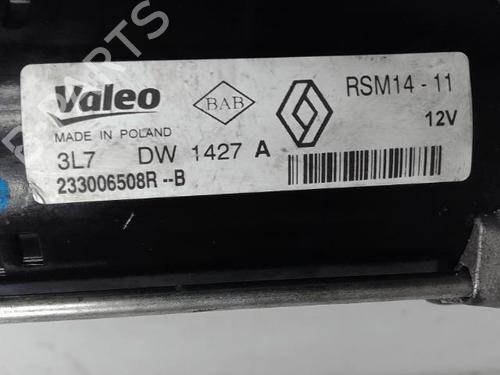 Valeo
BAB
RSM14 - 11
MADE IN POLAND
12V
3L7 DW 1427 A
233006508R --B